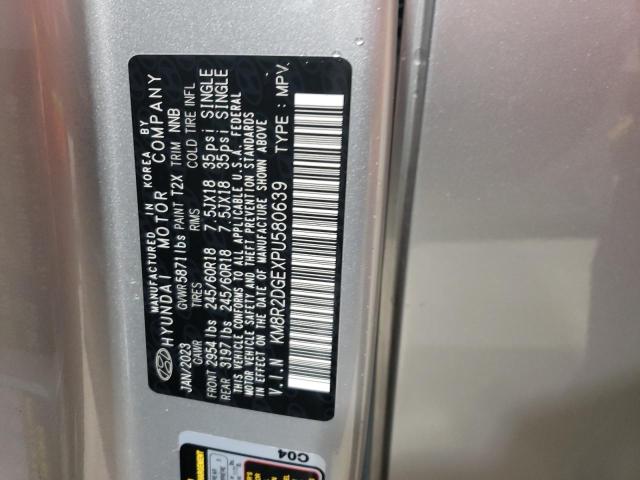 MANUFACTURED IN KOREA BY
HYUNDAI MOTOR COMPANY
GVWR 5871 lbs PAINT T2X TRIM NNB
JAN/2023
GAWR TIRES RIMS COLD TIRE INFL
FRONT 2954 lbs 245/60R18 7.5JX18 35psi SINGLE
REAR 3197 lbs 245/60R18 7.5JX18 35psi SINGLE
THIS VEHICLE CONFORMS TO ALL APPLICABLE U.S.A. FEDERAL
MOTOR VEHICLE SAFETY AND THEFT PREVENTION STANDARDS
IN EFFECT ON THE DATE OF MANUFACTURE SHOWN ABOVE
V.I.N KM8R2DGEXPU580639 TYPE : MPV
C04